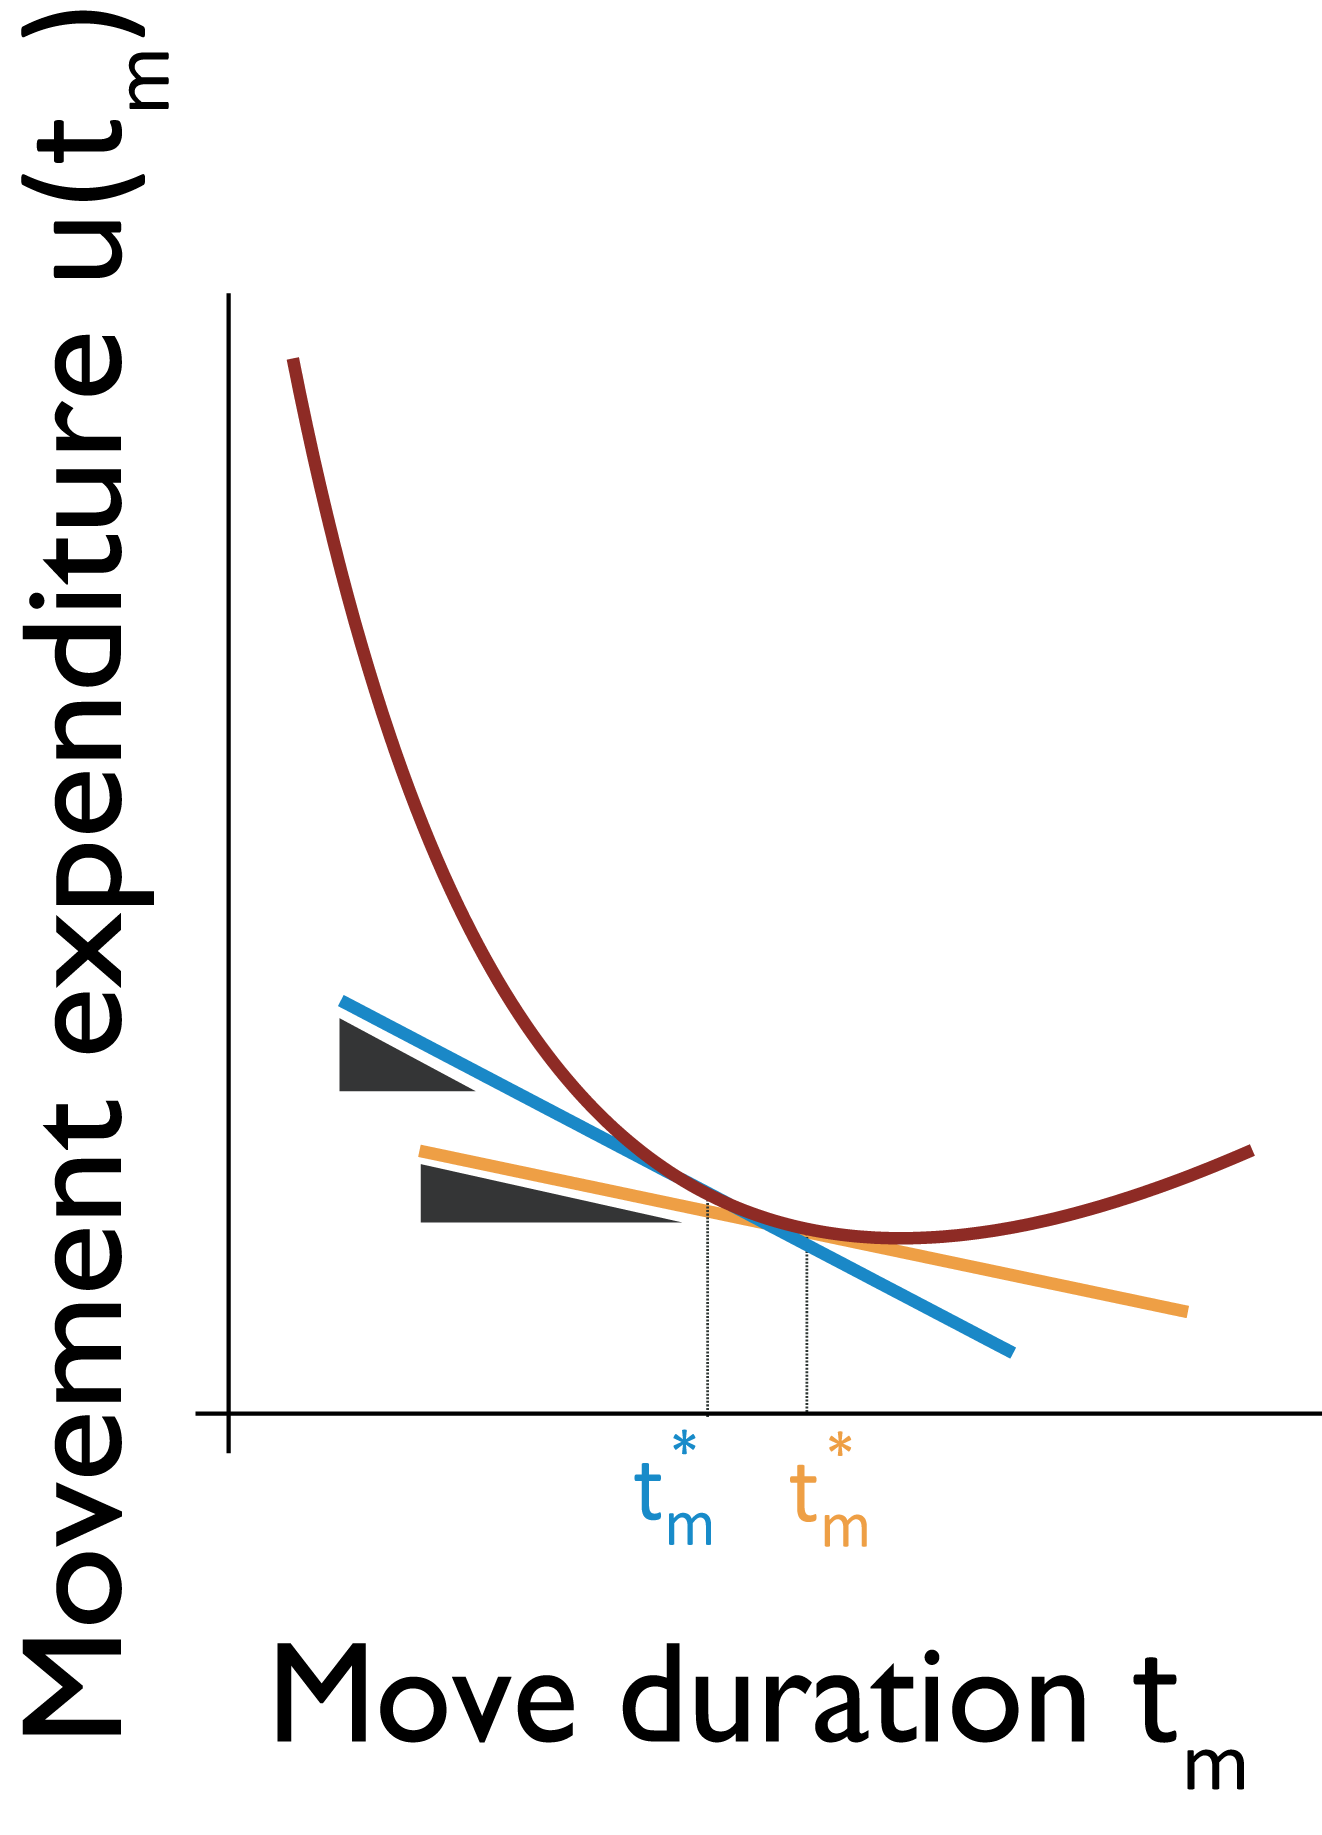 Movement expenditure u(tₘ)
tₘ* tₘ*
Move duration tₘ